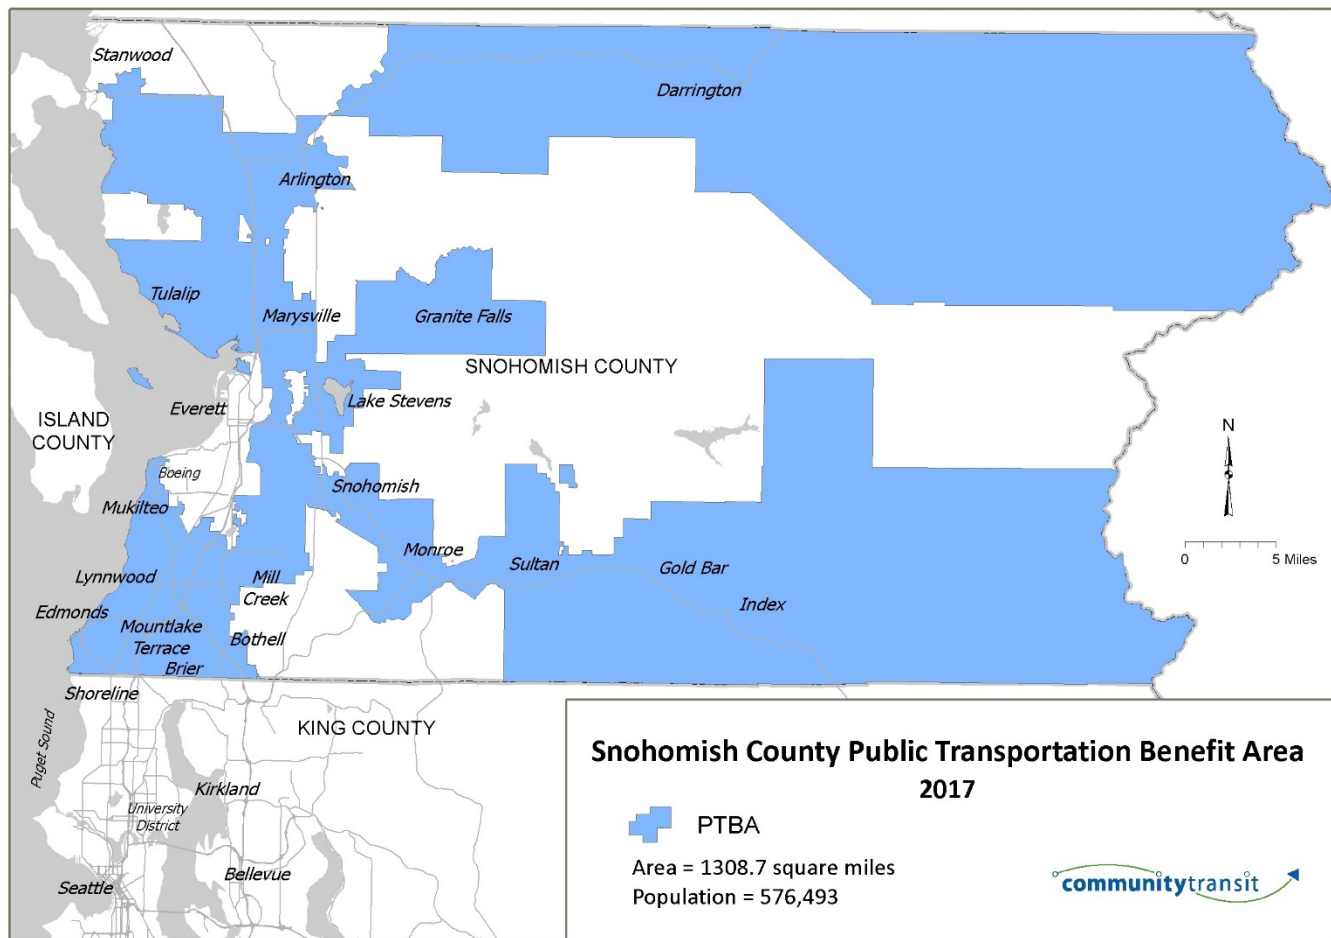 Stanwood
Darrington
Arlington
Tulalip
Marysville
Granite Falls
SNOHOMISH COUNTY
Everett
Lake Stevens
ISLAND
COUNTY
N
Boeing
Snohomish
Mukilteo
Monroe
Sultan
Gold Bar
0 5 Miles
Lynnwood
Mill
Creek
Index
Edmonds
Mountlake
Terrace
Bothell
Brier
Shoreline
KING COUNTY
Puget Sound
Kirkland
University
District
Bellevue
Seattle
Snohomish County Public Transportation Benefit Area
2017
PTBA
Area = 1308.7 square miles
Population = 576,493
communitytransit